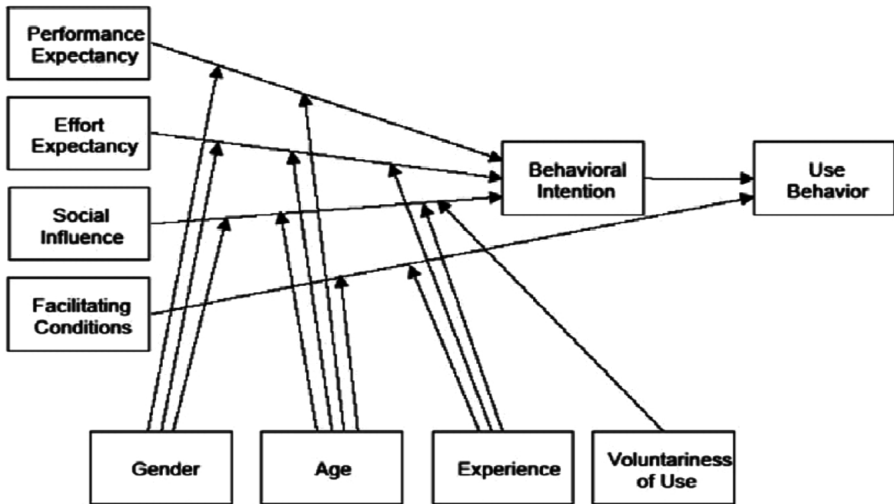 Performance
Expectancy
Effort
Expectancy
Social
Influence
Facilitating
Conditions
Behavioral
Intention
Use
Behavior
Gender
Age
Experience
Voluntariness
of Use